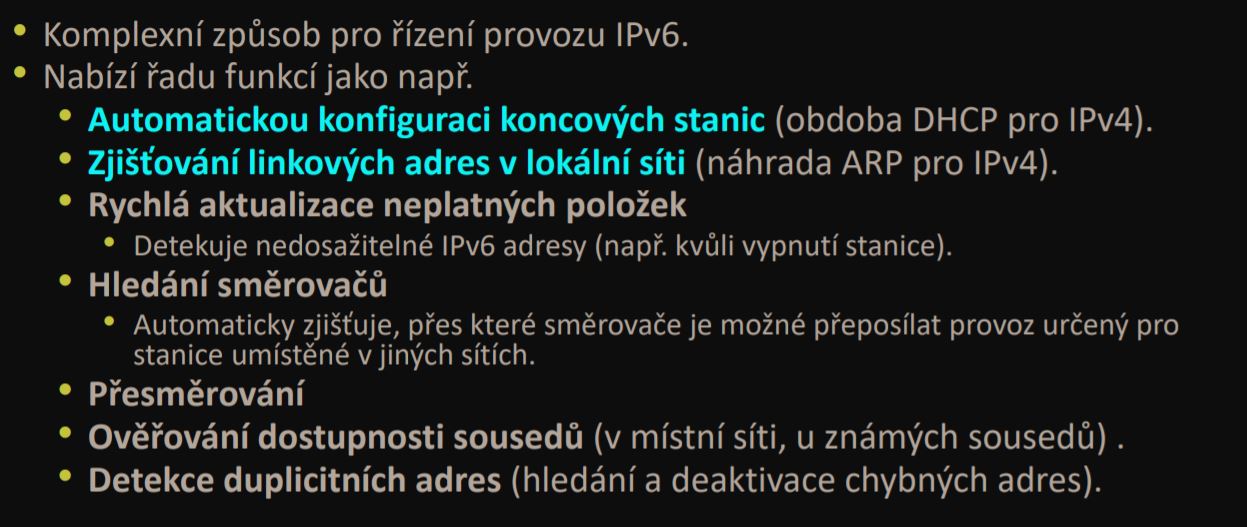 • Komplexní způsob pro řízení provozu IPv6.
• Nabízí řadu funkcí jako např.
• Automatickou konfiguraci koncových stanic (obdoba DHCP pro IPv4).
• Zjišťování linkových adres v lokální síti (náhrada ARP pro IPv4).
• Rychlá aktualizace neplatných položek
• Detekuje nedosažitelné IPv6 adresy (např. kvůli vypnutí stanice).
• Hledání směrovačů
• Automaticky zjišťuje, přes které směrovače je možné přeposílat provoz určený pro
stanice umístěné v jiných sítích.
• Přesměrování
• Ověřování dostupnosti sousedů (v místní síti, u známých sousedů) .
• Detekce duplicitních adres (hledání a deaktivace chybných adres).